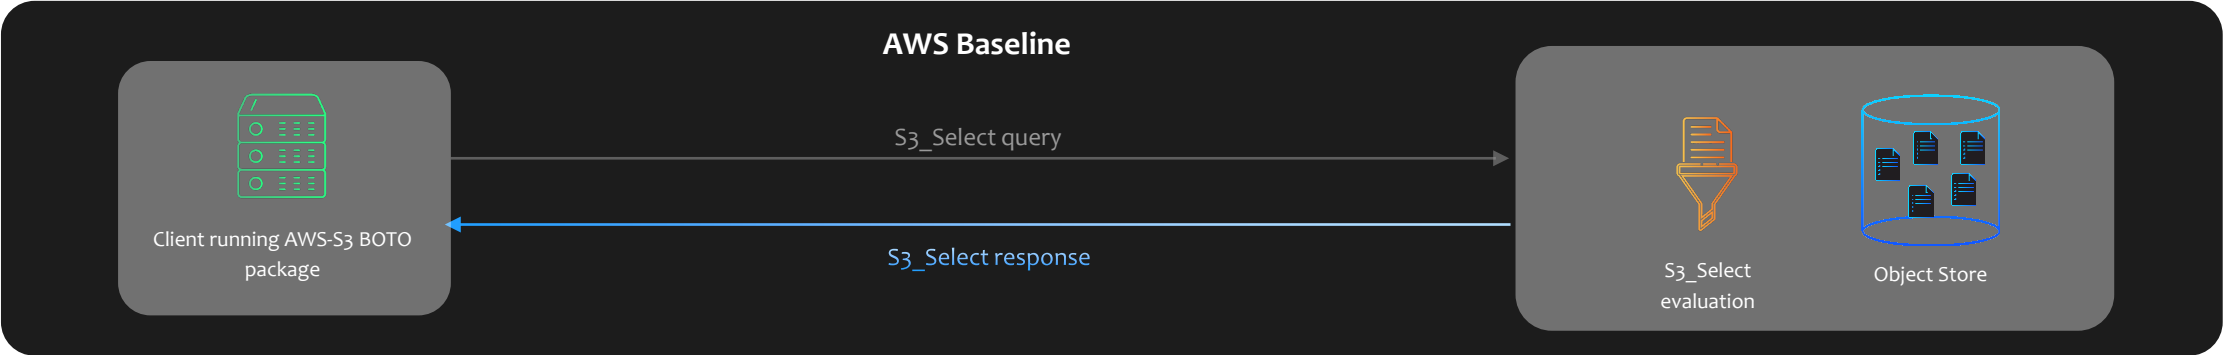 AWS Baseline
Client running AWS-S3 BOTO
package
S3_Select query
S3_Select response
S3_Select
evaluation
Object Store